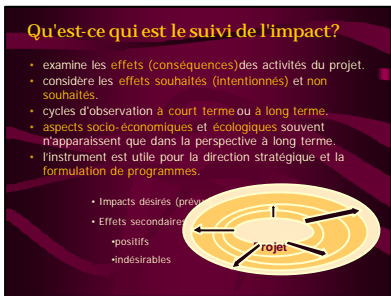 Qu'est-ce qui est le suivi de l'impact?
• examine les effets (conséquences)des activités du projet.
• considère les effets souhaités (intentionnés) et non
souhaités.
• cycles d'observation à court terme ou à long terme.
• aspects socio-économiques et écologiques souvent
n'apparaissent que dans la perspective à long terme.
• l'instrument est utile pour la direction stratégique et la
formulation de programmes.
• Impacts désirés
• Effets secondaires
•positifs
rojet
•indésirables